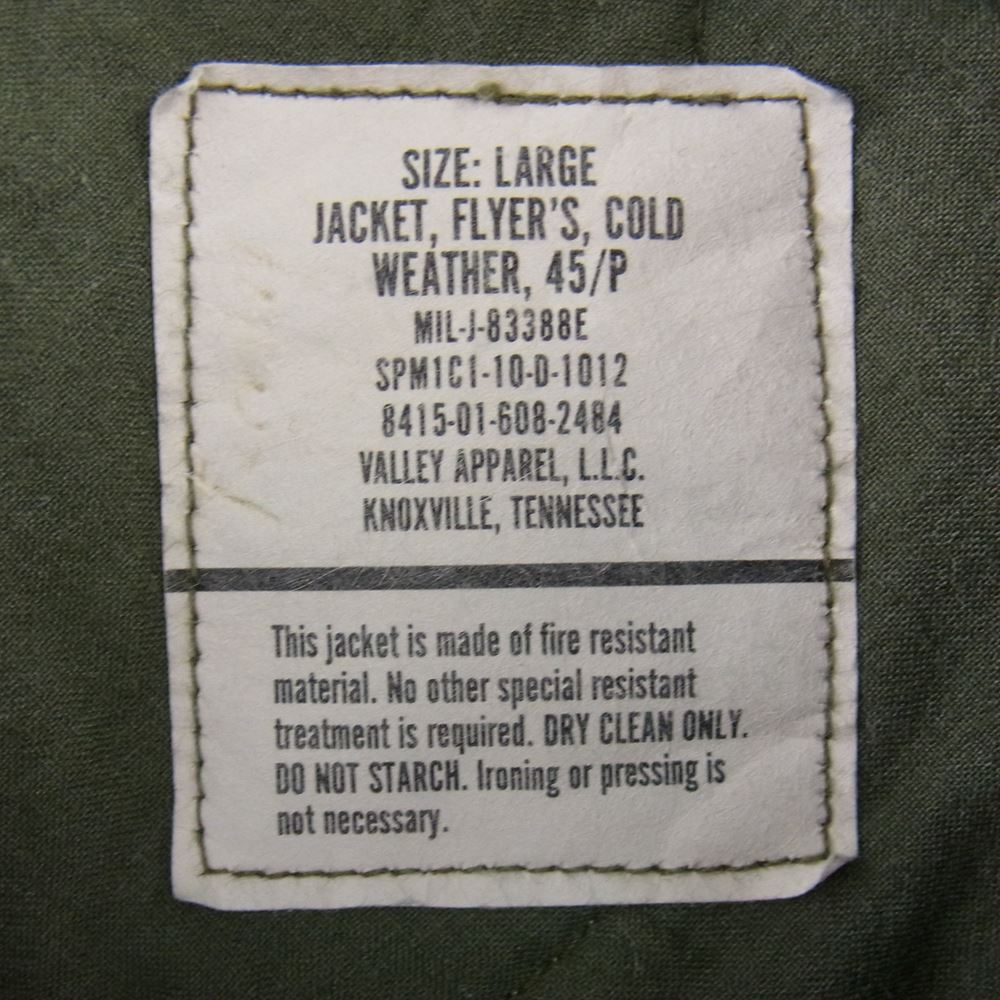 SIZE: LARGE
JACKET, FLYER'S, COLD
WEATHER, 45/P
MIL-J-83388E
SPM1C1-10-D-1012
8415-01-608-2484
VALLEY APPAREL, L.L.C.
KNOXVILLE, TENNESSEE
This jacket is made of fire resistant
material. No other special resistant
treatment is required. DRY CLEAN ONLY.
DO NOT STARCH. Ironing or pressing is
not necessary.